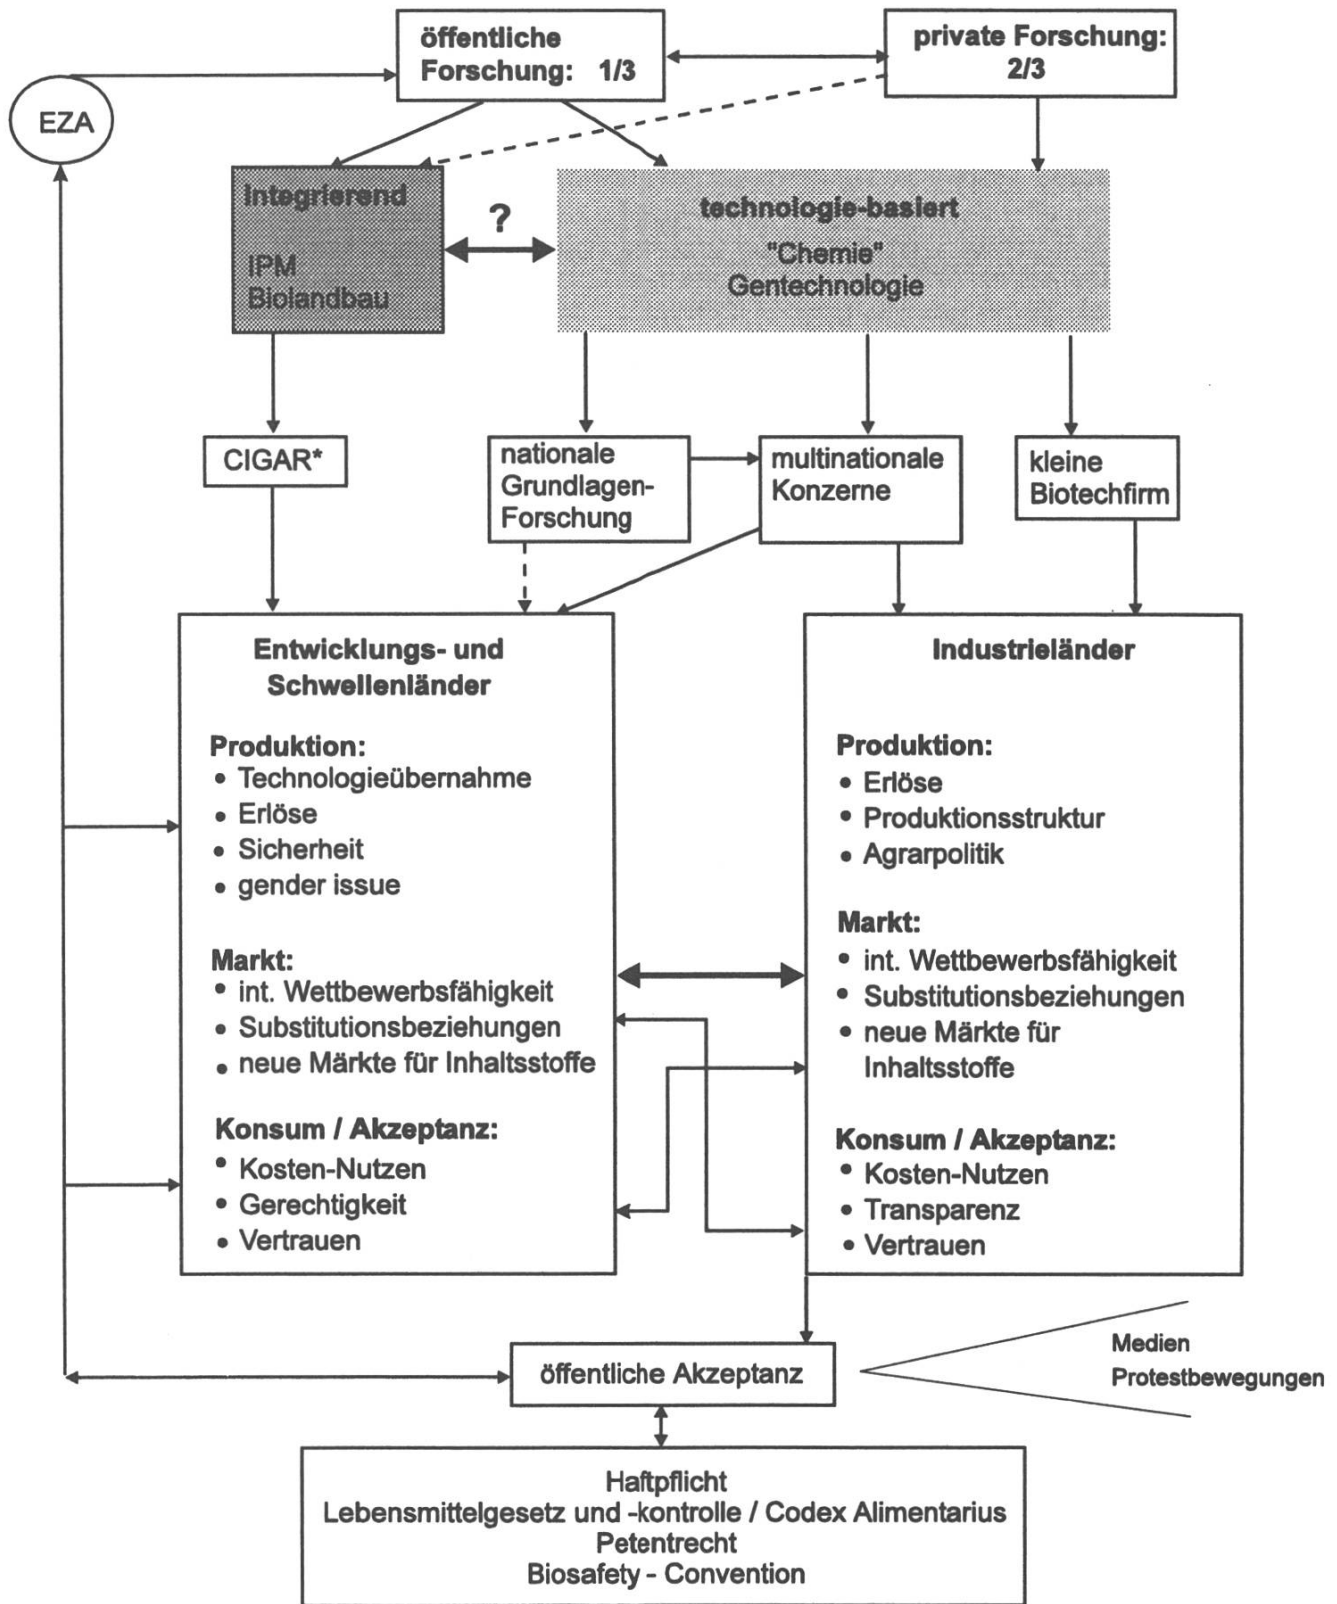 öffentliche
Forschung: 1/3
private Forschung:
2/3
EZA
Integrierend
IPM
Biolandbau
?
technologie-basiert
"Chemie"
Gentechnologie
CIGAR*
nationale
Grundlagen-
Forschung
multinationale
Konzerne
kleine
Biotechfirm
Entwicklungs- und
Schwellenländer
Produktion:
• Technologieübernahme
• Erlöse
• Sicherheit
• gender issue
Markt:
• int. Wettbewerbsfähigkeit
• Substitutionsbeziehungen
• neue Märkte für Inhaltsstoffe
Konsum / Akzeptanz:
• Kosten-Nutzen
• Gerechtigkeit
• Vertrauen
Industrieländer
Produktion:
• Erlöse
• Produktionsstruktur
• Agrarpolitik
Markt:
• int. Wettbewerbsfähigkeit
• Substitutionsbeziehungen
• neue Märkte für
Inhaltsstoffe
Konsum / Akzeptanz:
• Kosten-Nutzen
• Transparenz
• Vertrauen
öffentliche Akzeptanz
Medien
Protestbewegungen
Haftpflicht
Lebensmittelgesetz und -kontrolle / Codex Alimentarius
Petentrecht
Biosafety - Convention